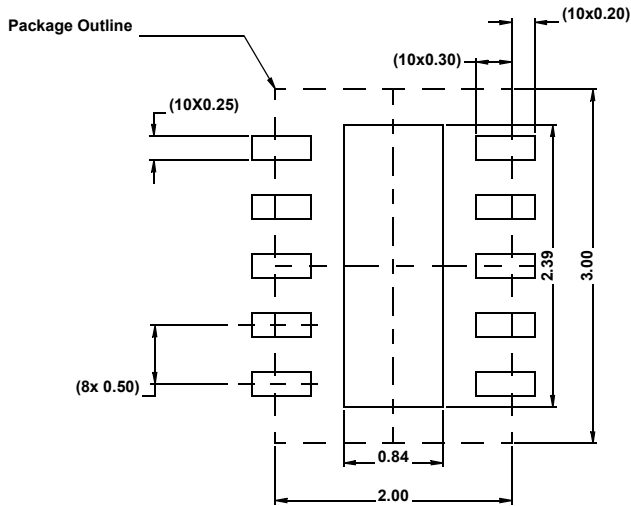 Package Outline
(10x0.20)
(10x0.30)
(10X0.25)
2.39
3.00
(8x 0.50)
0.84
2.00